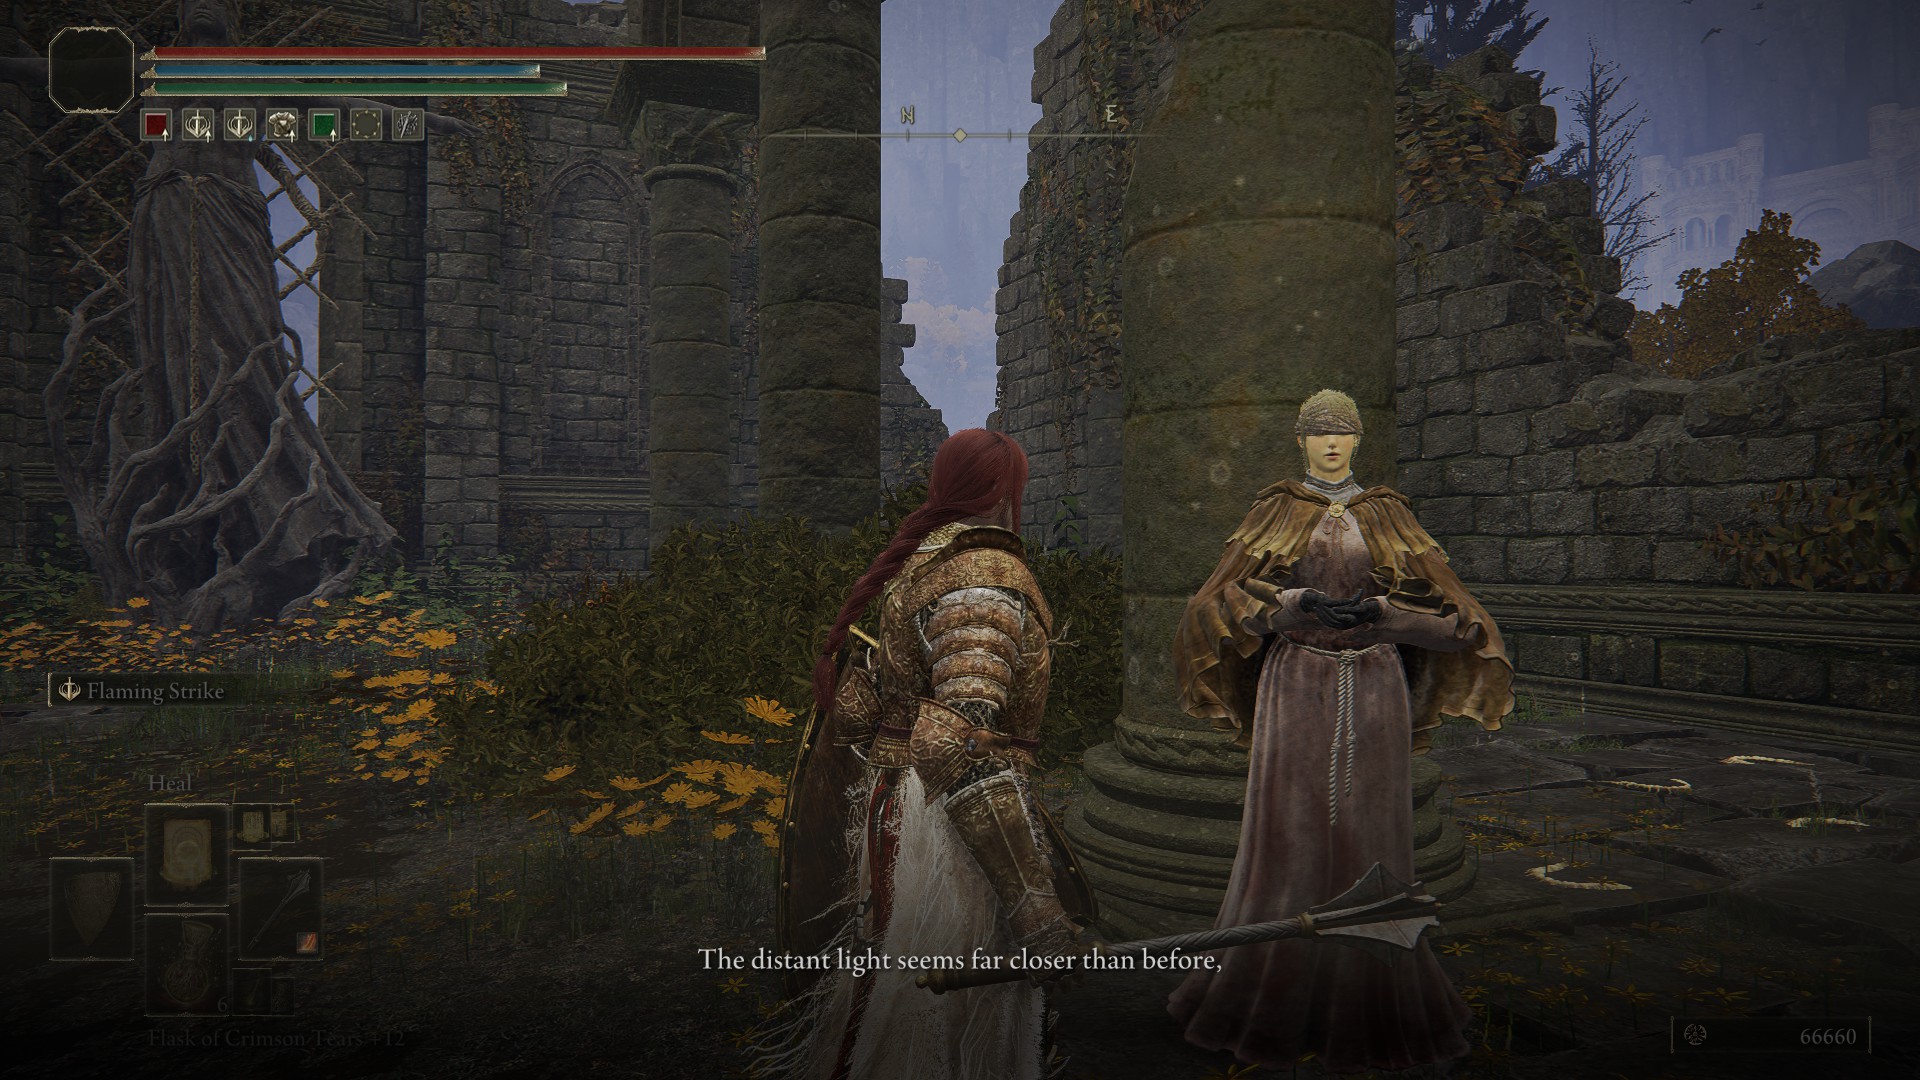 N
E
Flaming Strike
Heal
The distant light seems far closer than before,
6
Flask of Crimson Tears +12
66660